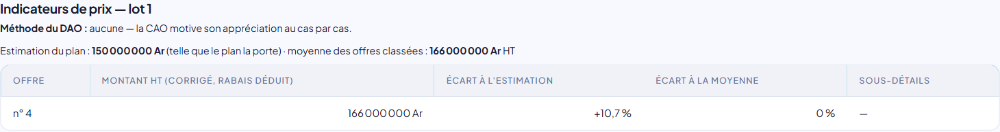 Indicateurs de prix — lot 1
Méthode du DAO : aucune — la CAO motive son appréciation au cas par cas.
Estimation du plan : 150 000 000 Ar (telle que le plan la porte) · moyenne des offres classées : 166 000 000 Ar HT
OFFRE MONTANT HT (CORRIGÉ, RABAIS DÉDUIT) ÉCART À L'ESTIMATION ÉCART À LA MOYENNE SOUS-DÉTAILS
n° 4 166 000 000 Ar +10,7 % 0 % —